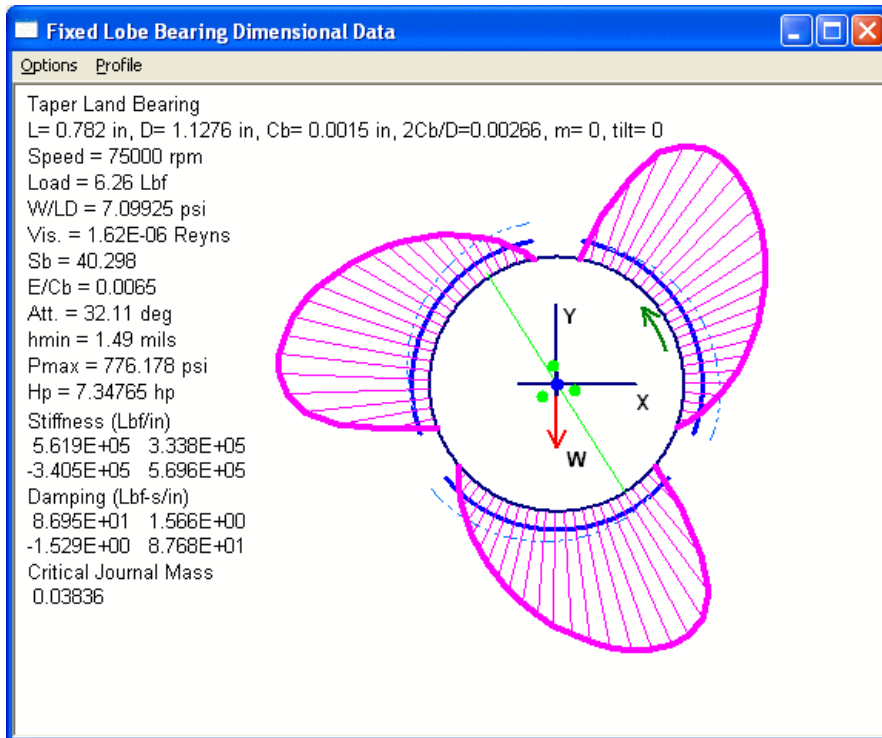 Fixed Lobe Bearing Dimensional Data
Options Profile
Taper Land Bearing
L= 0.782 in, D= 1.1276 in, Cb= 0.0015 in, 2Cb/D=0.00266, m= 0, tilt= 0
Speed = 75000 rpm
Load = 6.26 Lbf
W/LD = 7.09925 psi
Vis. = 1.62E-06 Reyns
Sb = 40.298
E/Cb = 0.0065
Att. = 32.11 deg
hmin = 1.49 mils
Pmax = 776.178 psi
Hp = 7.34765 hp
Stiffness (Lbf/in)
5.619E+05 3.338E+05
-3.405E+05 5.696E+05
Damping (Lbf-s/in)
8.695E+01 1.566E+00
-1.529E+00 8.768E+01
Critical Journal Mass
0.03836
Y
X
W